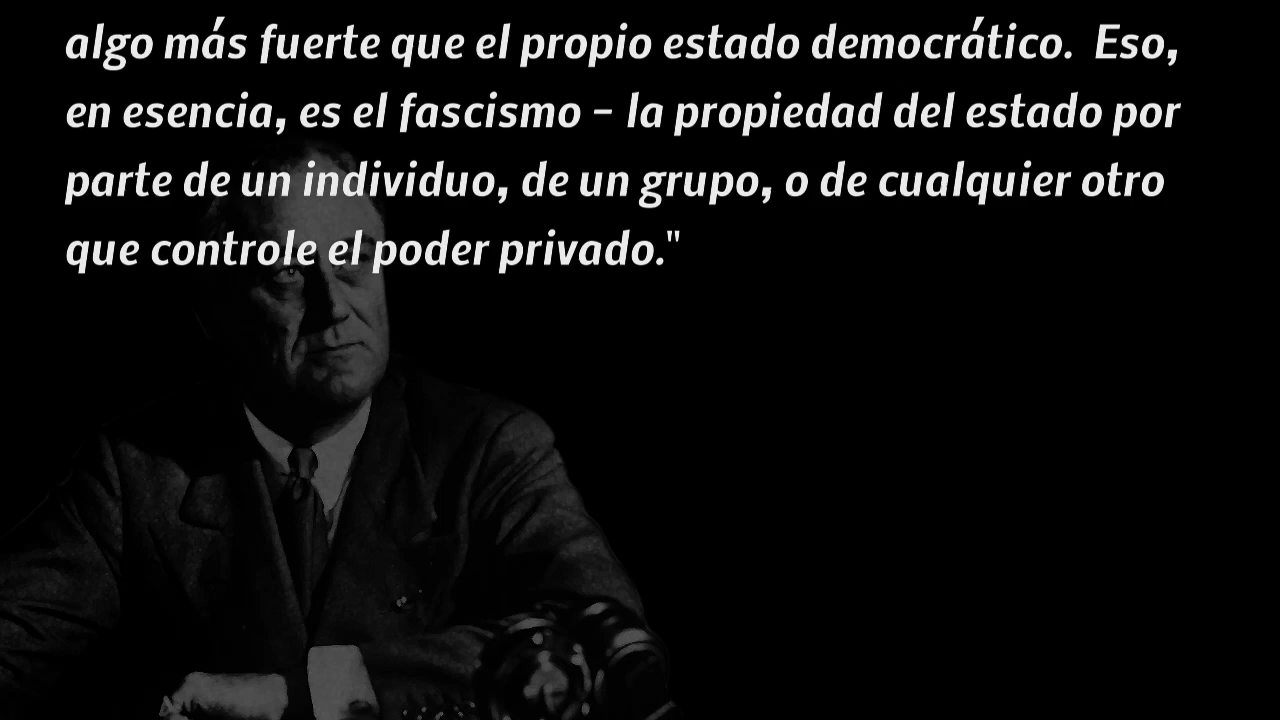 algo más fuerte que el propio estado democrático.  Eso,
en esencia, es el fascismo – la propiedad del estado por
parte de un individuo, de un grupo, o de cualquier otro
que controle el poder privado."